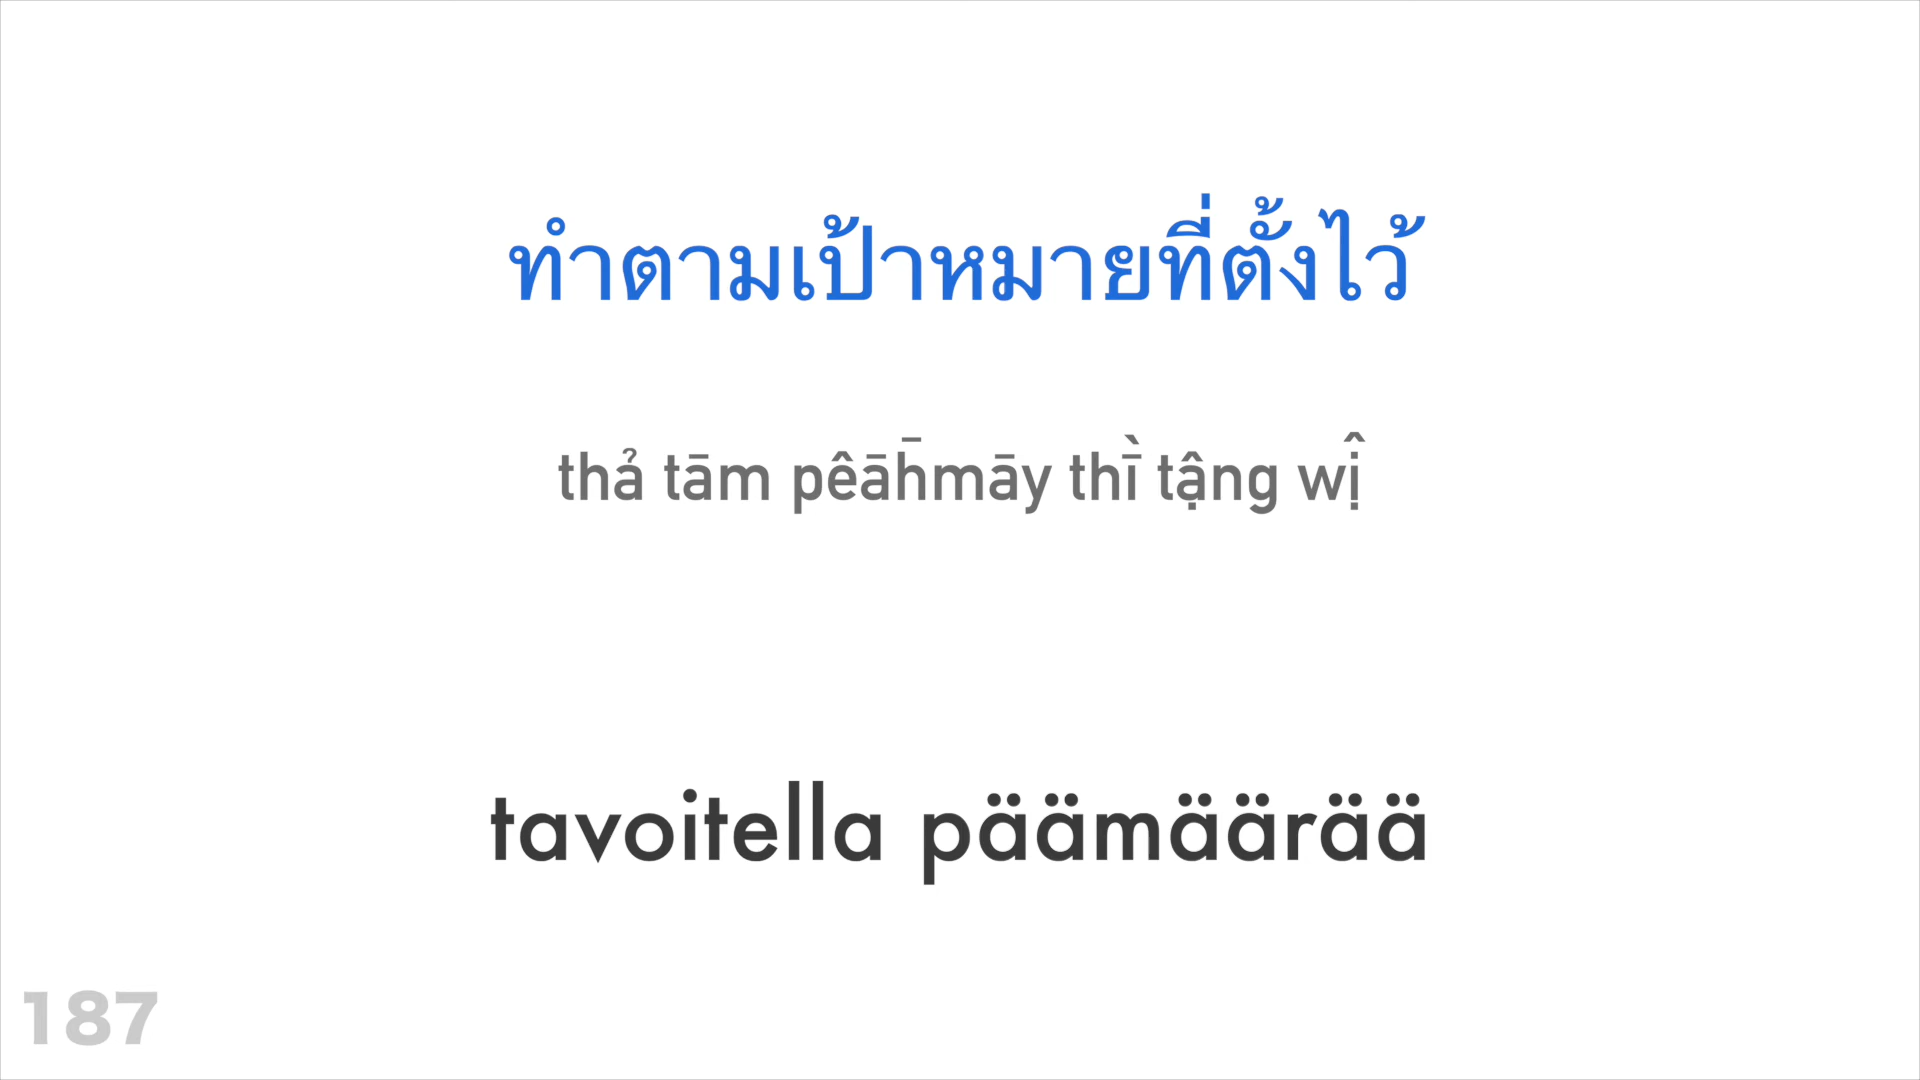 ทำตามเป้าหมายที่ตั้งไว้
thả tām pêāh̄māy thī̀ tậng wị̂
tavoitella päämäärää
187